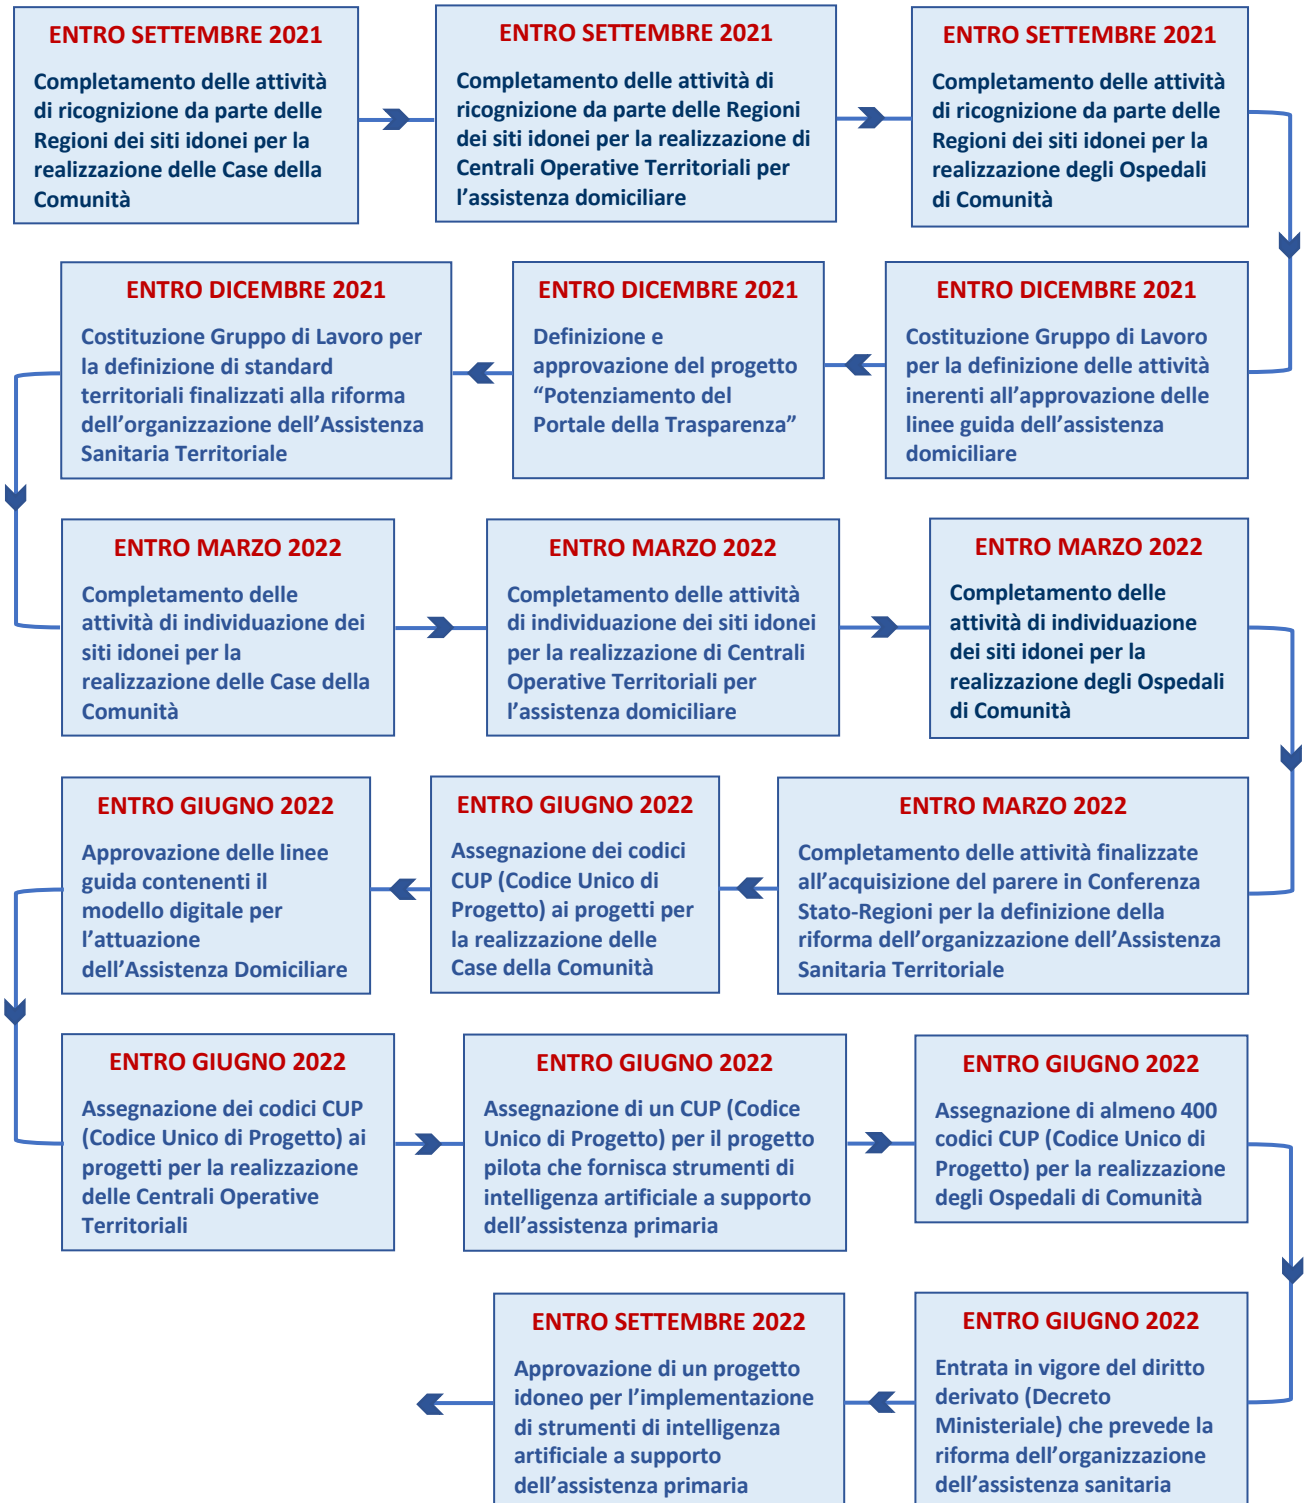 ENTRO SETTEMBRE 2021
Completamento delle attività
di ricognizione da parte delle
Regioni dei siti idonei per la
realizzazione delle Case della
Comunità
ENTRO SETTEMBRE 2021
Completamento delle attività di
ricognizione da parte delle Regioni
dei siti idonei per la realizzazione di
Centrali Operative Territoriali per
l’assistenza domiciliare
ENTRO SETTEMBRE 2021
Completamento delle attività
di ricognizione da parte delle
Regioni dei siti idonei per la
realizzazione degli Ospedali
di Comunità
ENTRO DICEMBRE 2021
Costituzione Gruppo di Lavoro
per la definizione delle attività
inerenti all’approvazione delle
linee guida dell’assistenza
domiciliare
ENTRO DICEMBRE 2021
Definizione e
approvazione del progetto
“Potenziamento del
Portale della Trasparenza”
ENTRO DICEMBRE 2021
Costituzione Gruppo di Lavoro per
la definizione di standard
territoriali finalizzati alla riforma
dell’organizzazione dell’Assistenza
Sanitaria Territoriale
ENTRO MARZO 2022
Completamento delle
attività di individuazione dei
siti idonei per la
realizzazione delle Case della
Comunità
ENTRO MARZO 2022
Completamento delle attività
di individuazione dei siti idonei
per la realizzazione di Centrali
Operative Territoriali per
l’assistenza domiciliare
ENTRO MARZO 2022
Completamento delle
attività di individuazione
dei siti idonei per la
realizzazione degli Ospedali
di Comunità
ENTRO MARZO 2022
Completamento delle attività finalizzate
all’acquisizione del parere in Conferenza
Stato-Regioni per la definizione della
riforma dell’organizzazione dell’Assistenza
Sanitaria Territoriale
ENTRO GIUGNO 2022
Assegnazione dei codici
CUP (Codice Unico di
Progetto) ai progetti per
la realizzazione delle
Case della Comunità
ENTRO GIUGNO 2022
Approvazione delle linee
guida contenenti il
modello digitale per
l’attuazione
dell’Assistenza Domiciliare
ENTRO GIUGNO 2022
Assegnazione dei codici CUP
(Codice Unico di Progetto) ai
progetti per la realizzazione
delle Centrali Operative
Territoriali
ENTRO GIUGNO 2022
Assegnazione di un CUP (Codice
Unico di Progetto) per il progetto
pilota che fornisca strumenti di
intelligenza artificiale a supporto
dell’assistenza primaria
ENTRO GIUGNO 2022
Assegnazione di almeno 400
codici CUP (Codice Unico di
Progetto) per la realizzazione
degli Ospedali di Comunità
ENTRO GIUGNO 2022
Entrata in vigore del diritto
derivato (Decreto
Ministeriale) che prevede la
riforma dell’organizzazione
dell’assistenza sanitaria
ENTRO SETTEMBRE 2022
Approvazione di un progetto
idoneo per l’implementazione
di strumenti di intelligenza
artificiale a supporto
dell’assistenza primaria